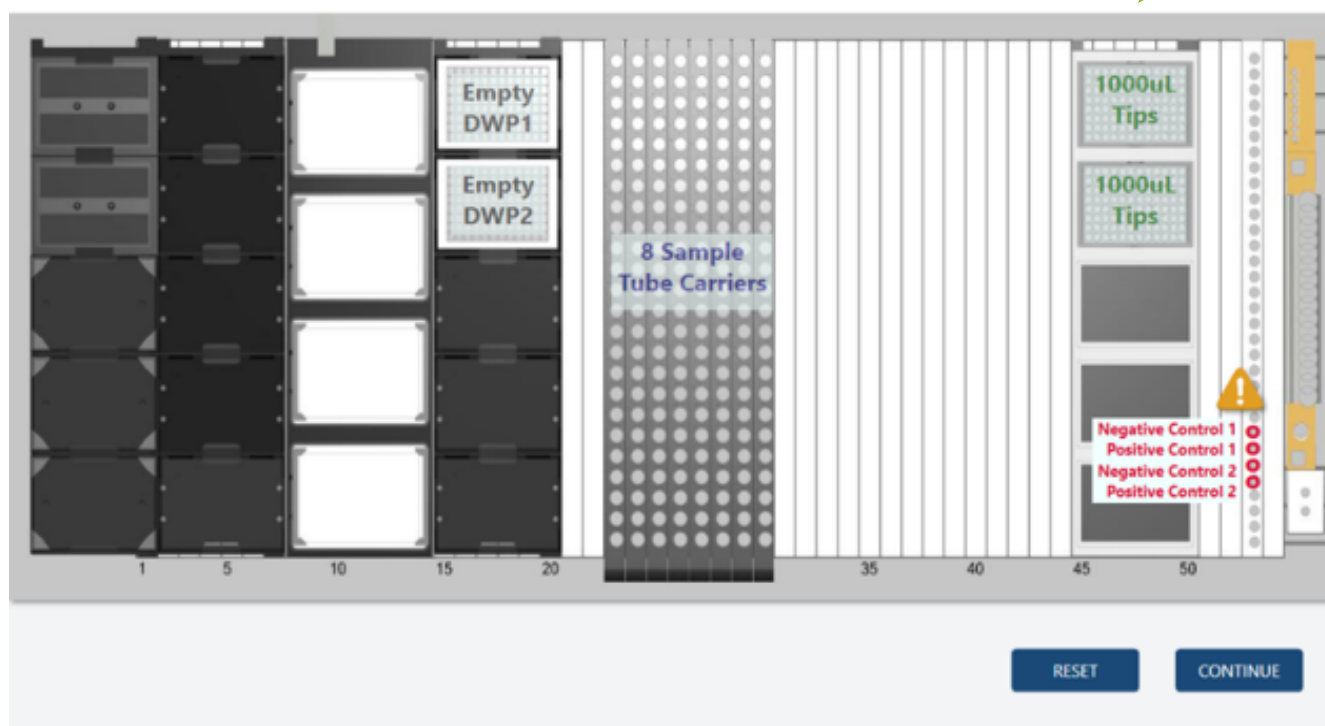 Empty
DWP1
Empty
DWP2
8 Sample
Tube Carriers
1000uL
Tips
1000uL
Tips
Negative Control 1
Positive Control 1
Negative Control 2
Positive Control 2
1 5 10 15 20 35 40 45 50
RESET CONTINUE